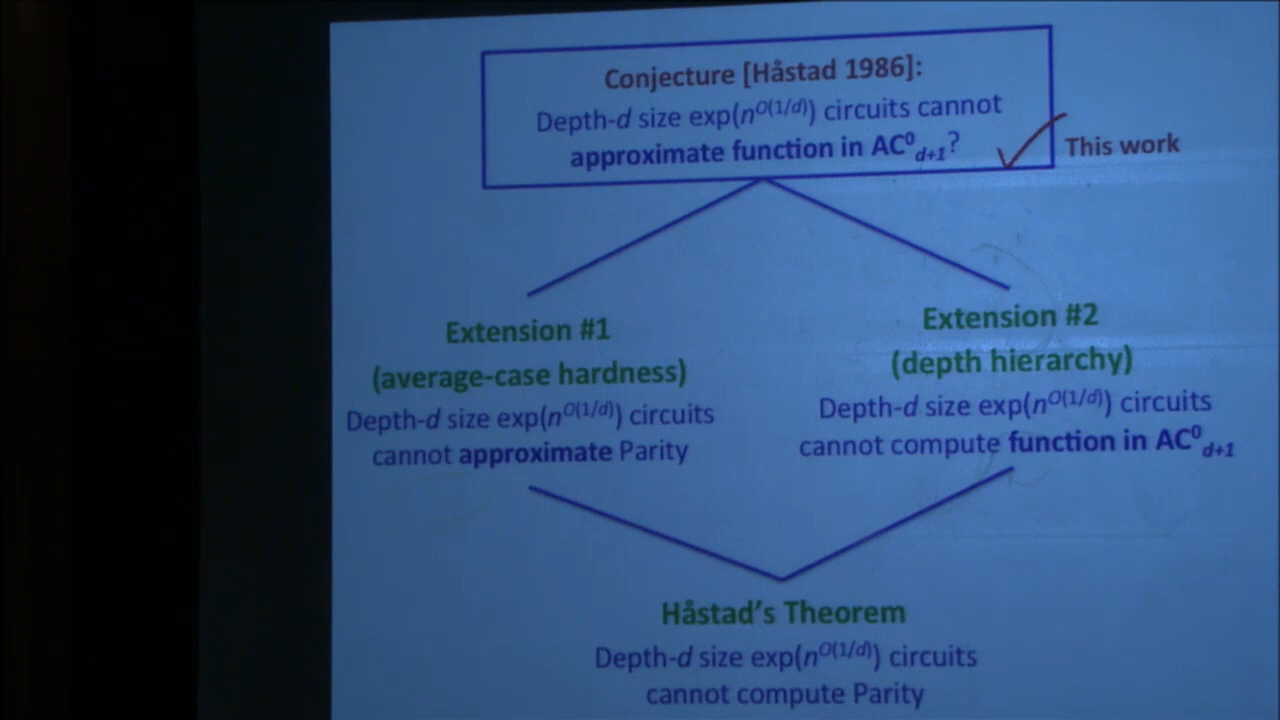 Conjecture [Håstad 1986]:
Depth-d size exp(n^O(1/d)) circuits cannot
approximate function in AC⁰_d+1?
This work
Extension #1
(average-case hardness)
Depth-d size exp(n^O(1/d)) circuits
cannot approximate Parity
Extension #2
(depth hierarchy)
Depth-d size exp(n^O(1/d)) circuits
cannot compute function in AC⁰_d+1
Håstad's Theorem
Depth-d size exp(n^O(1/d)) circuits
cannot compute Parity